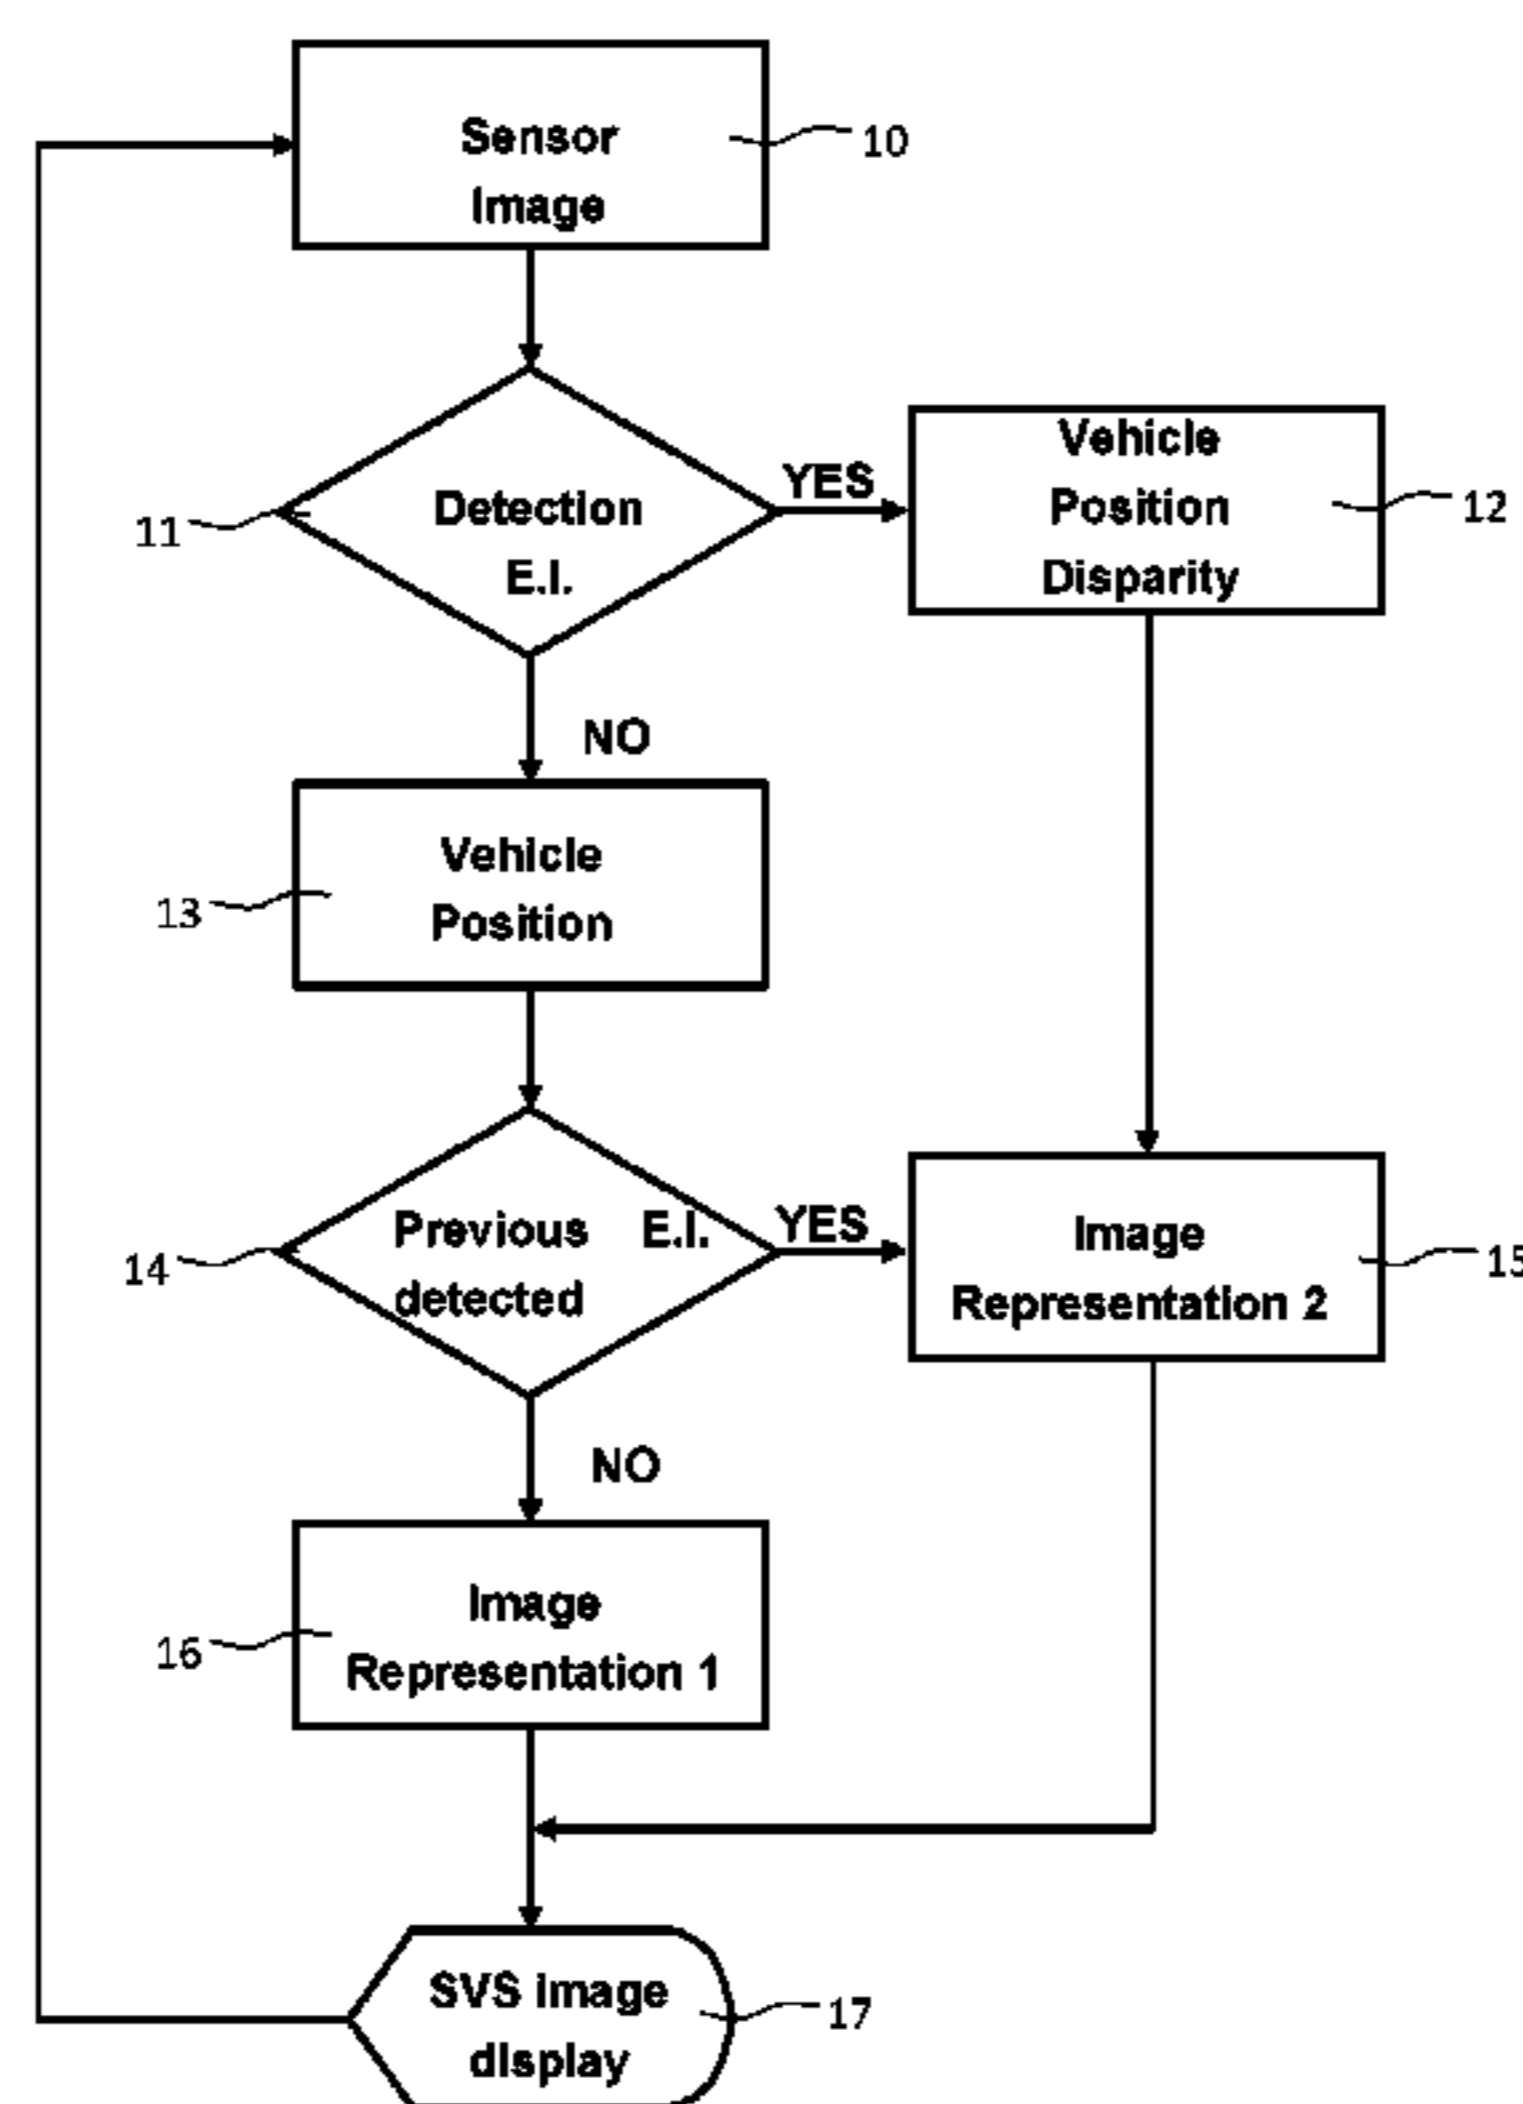 Sensor
Image
10
Detection
E.I.
11
YES
Vehicle
Position
Disparity
12
NO
Vehicle
Position
13
Previous E.I.
detected
14
YES
Image
Representation 2
15
NO
Image
Representation 1
16
SVS image
display
17